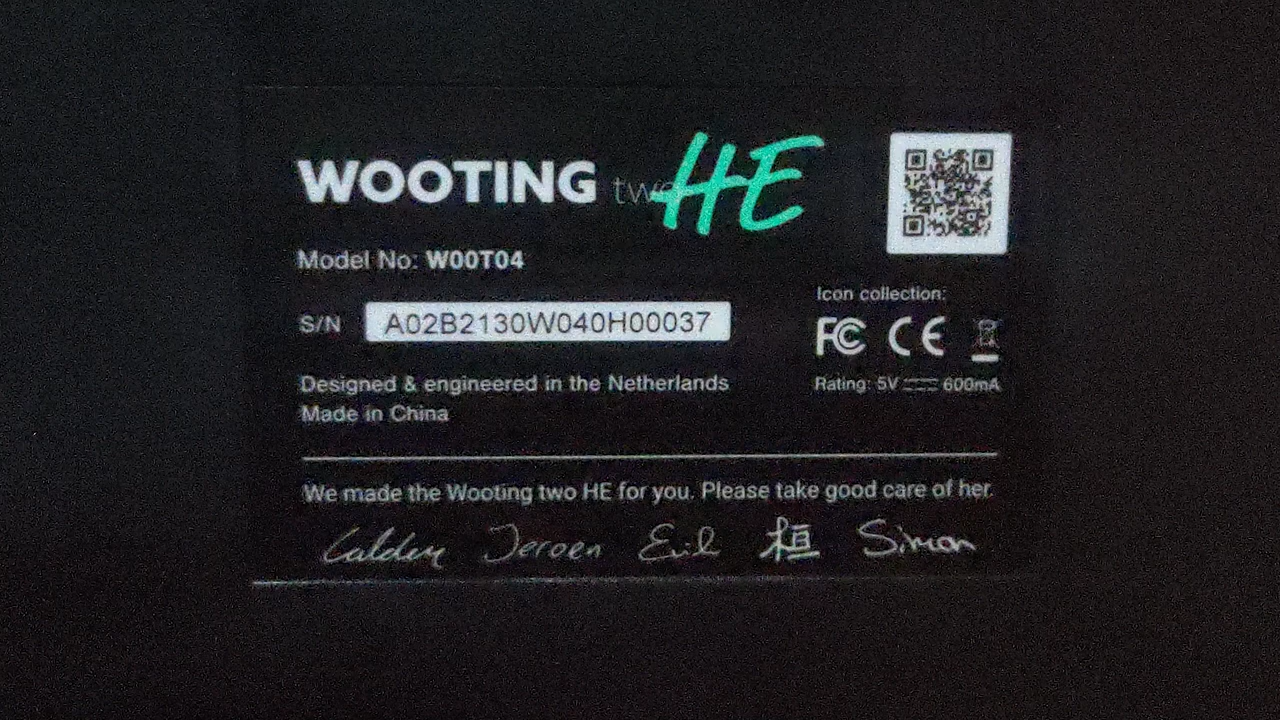 WOOTING two HE
Model No: W00T04
S/N A02B2130W040H00037
Designed & engineered in the Netherlands
Made in China
Icon collection:
FC CE
Rating: 5V 600mA
We made the Wooting two HE for you. Please take good care of her.
Calder Jeroen Erik 桓 Simon